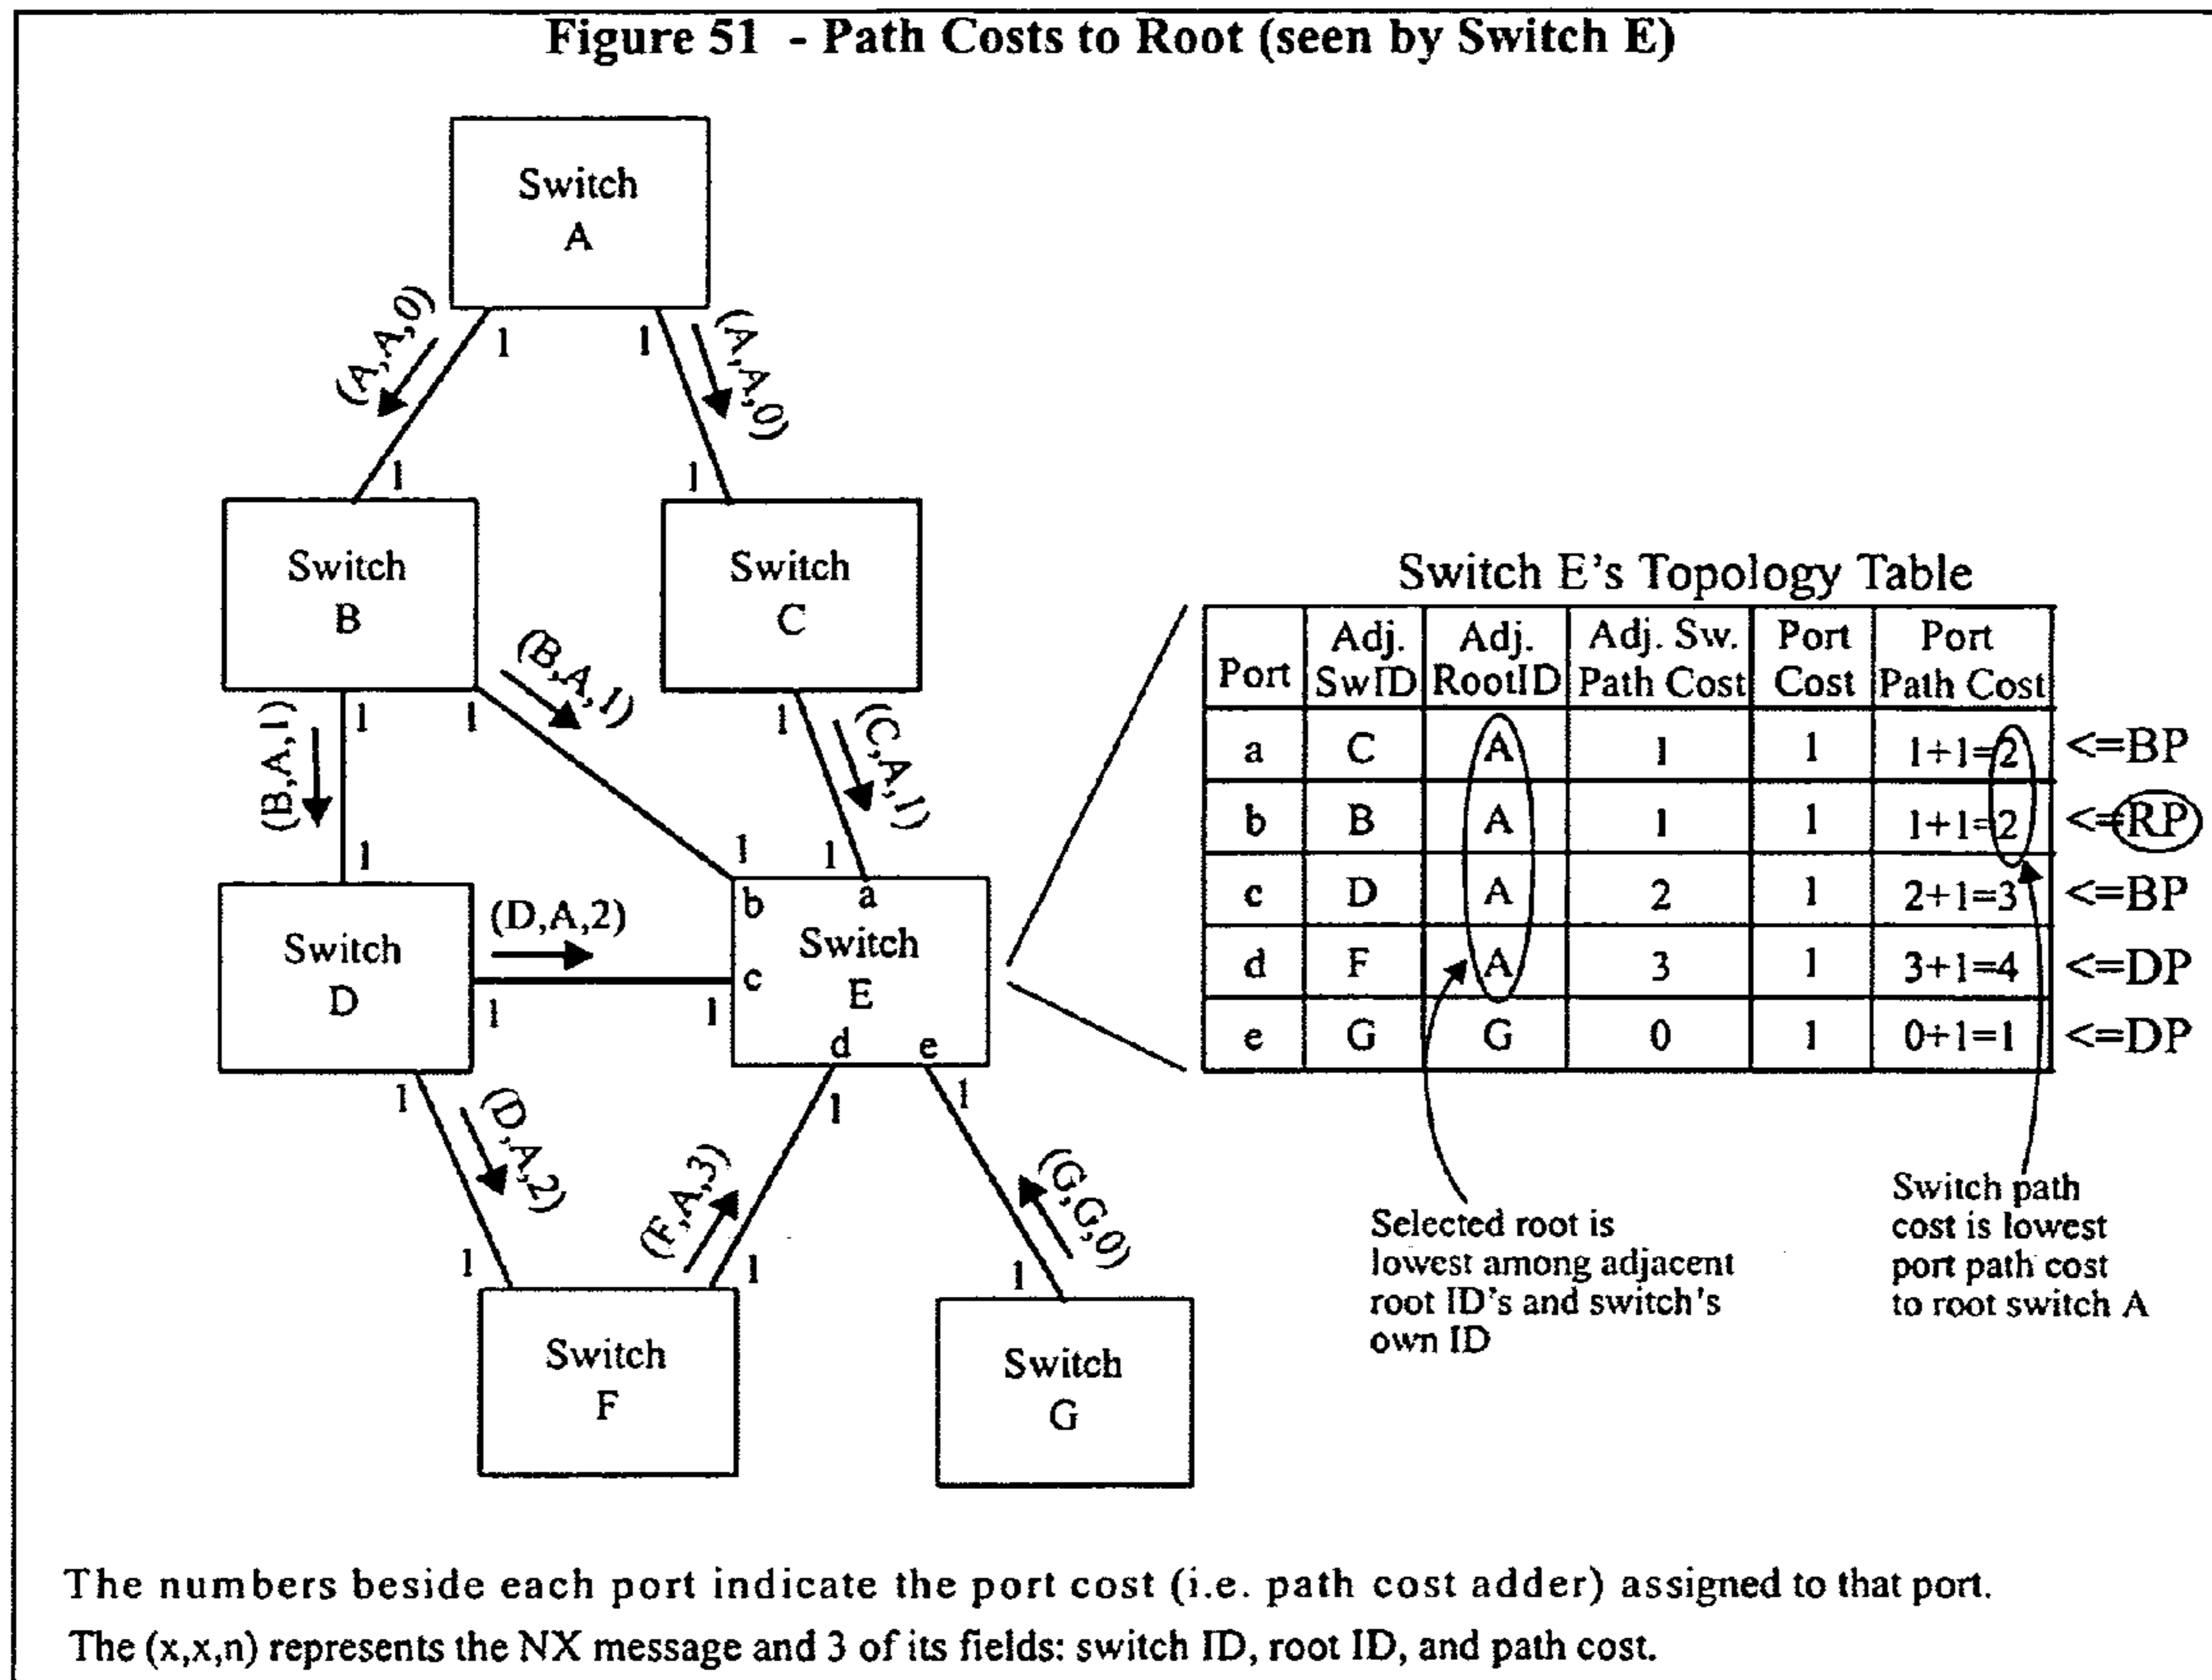 Figure 51 - Path Costs to Root (seen by Switch E)
Switch
A
(A,A,0)
1
1
(A,A,0)
1
1
Switch
B
Switch
C
(B,A,1)
1
1
(B,A,1)
1
(C,A,1)
1
1
1
Switch
D
(D,A,2)
1
1
b
a
Switch
E
c
d
e
1
(D,A,2)
1
1
(F,A,3)
1
1
(G,G,0)
1
Switch
F
Switch
G
Switch E's Topology Table
Port
Adj.
SwID
Adj.
RootID
Adj. Sw.
Path Cost
Port
Cost
Port
Path Cost
a C A 1 1 1+1=2 <=BP
b B A 1 1 1+1=2 <=RP
c D A 2 1 2+1=3 <=BP
d F A 3 1 3+1=4 <=DP
e G G 0 1 0+1=1 <=DP
Selected root is
lowest among adjacent
root ID's and switch's
own ID
Switch path
cost is lowest
port path cost
to root switch A
The numbers beside each port indicate the port cost (i.e. path cost adder) assigned to that port.
The (x,x,n) represents the NX message and 3 of its fields: switch ID, root ID, and path cost.